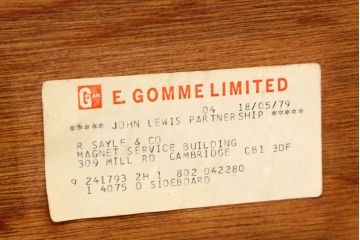 G PLAN E. GOMME LIMITED
04 18/05/79
***** JOHN LEWIS PARTNERSHIP *****
R SAYLE & CO
MAGNET SERVICE BUILDING
309 MILL RD CAMBRIDGE CB1 3DF
9 241793 2H 1 802 042280
1 4075 D SIDEBOARD